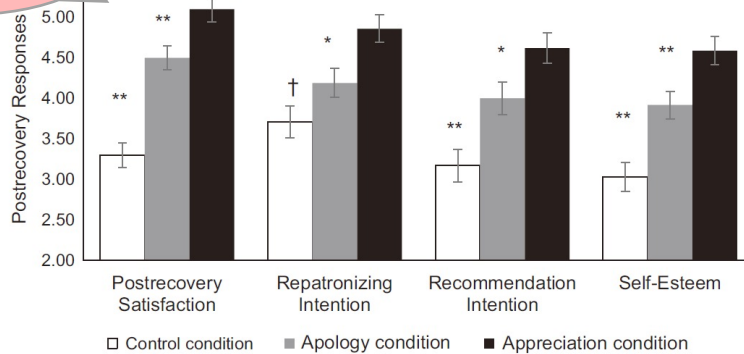 Postrecovery Responses
5.00
4.50
4.00
3.50
3.00
2.50
2.00
**
**
†
*
**
*
**
**
Postrecovery
Satisfaction
Repatronizing
Intention
Recommendation
Intention
Self-Esteem
Control condition
Apology condition
Appreciation condition